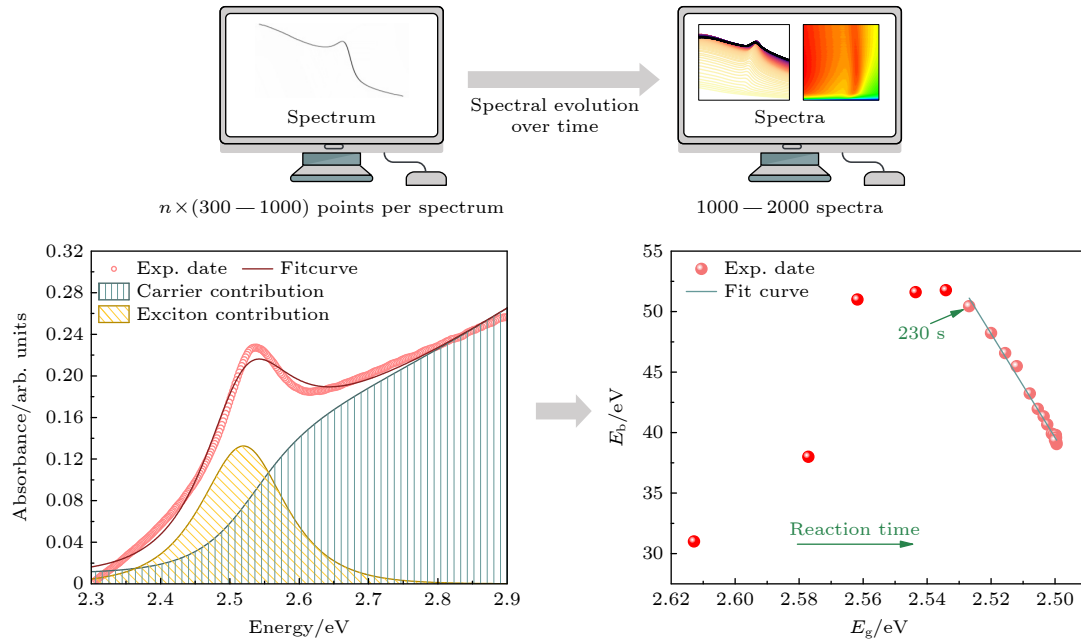 Spectrum
Spectral evolution
over time
Spectra
n×(300 — 1000) points per spectrum
1000 — 2000 spectra
0.32
0.28
0.24
0.20
0.16
0.12
0.08
0.04
0
Absorbance/arb. units
Exp. date
Fitcurve
Carrier contribution
Exciton contribution
2.3
2.4
2.5
2.6
2.7
2.8
2.9
Energy/eV
55
50
45
40
35
30
E_b/eV
Exp. date
Fit curve
230 s
Reaction time
2.62
2.60
2.58
2.56
2.54
2.52
2.50
E_g/eV